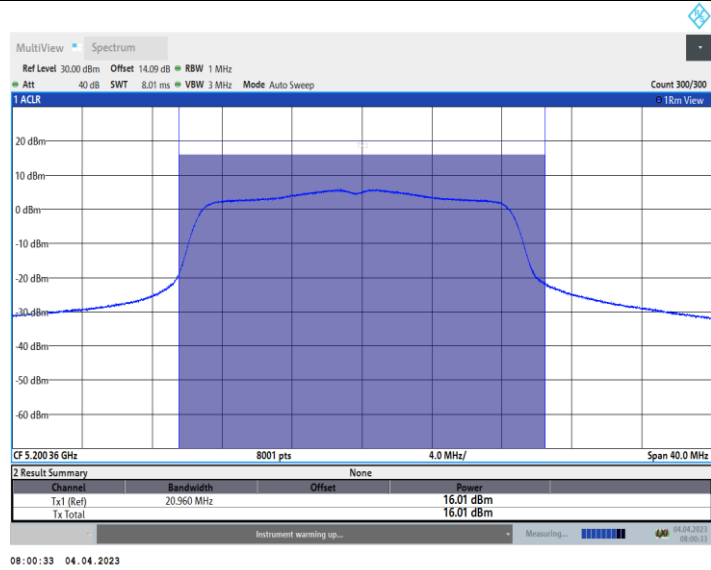 MultiView Spectrum
Ref Level 30.00 dBm Offset 14.09 dB RBW 1 MHz
Att 40 dB SWT 8.01 ms VBW 3 MHz Mode Auto Sweep Count 300/300
1 ACLR 1Rm View
20 dBm
10 dBm
0 dBm
-10 dBm
-20 dBm
-30 dBm
-40 dBm
-50 dBm
-60 dBm
CF 5.20036 GHz 8001 pts 4.0 MHz/ Span 40.0 MHz
2 Result Summary None
Channel Bandwidth Offset Power
Tx1 (Ref) 20.960 MHz 16.01 dBm
Tx Total 16.01 dBm
Instrument warming up... Measuring... 04.04.2023
08:00:33
08:00:33 04.04.2023